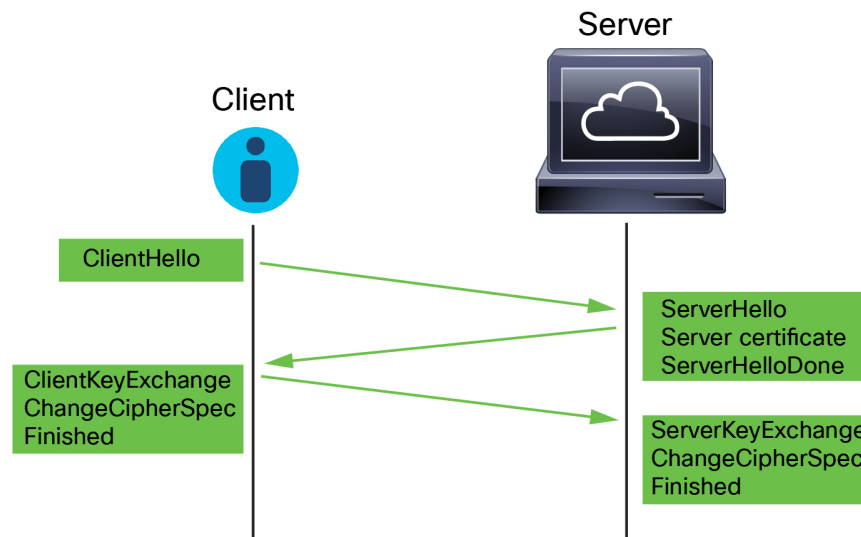 Server
Client
ClientHello
ServerHello
Server certificate
ServerHelloDone
ClientKeyExchange
ChangeCipherSpec
Finished
ServerKeyExchange
ChangeCipherSpec
Finished